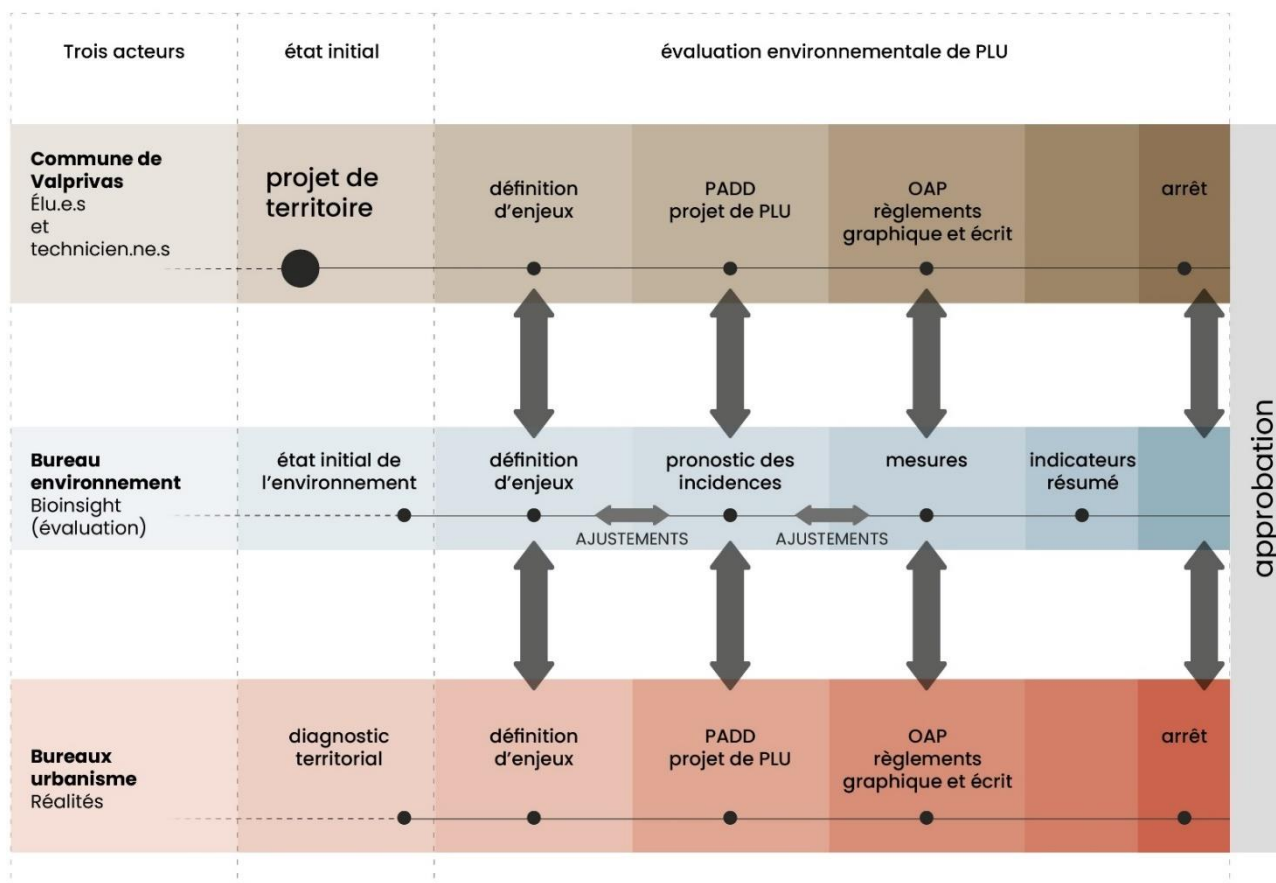 Trois acteurs
état initial
évaluation environnementale de PLU
Commune de
Valprivas
Élu.e.s
et
technicien.ne.s
projet de
territoire
définition
d'enjeux
PADD
projet de PLU
OAP
règlements
graphique et écrit
arrêt
Bureau
environnement
Bioinsight
(évaluation)
état initial de
l'environnement
définition
d'enjeux
pronostic des
incidences
mesures
indicateurs
résumé
AJUSTEMENTS
AJUSTEMENTS
Bureaux
urbanisme
Réalités
diagnostic
territorial
définition
d'enjeux
PADD
projet de PLU
OAP
règlements
graphique et écrit
arrêt
approbation